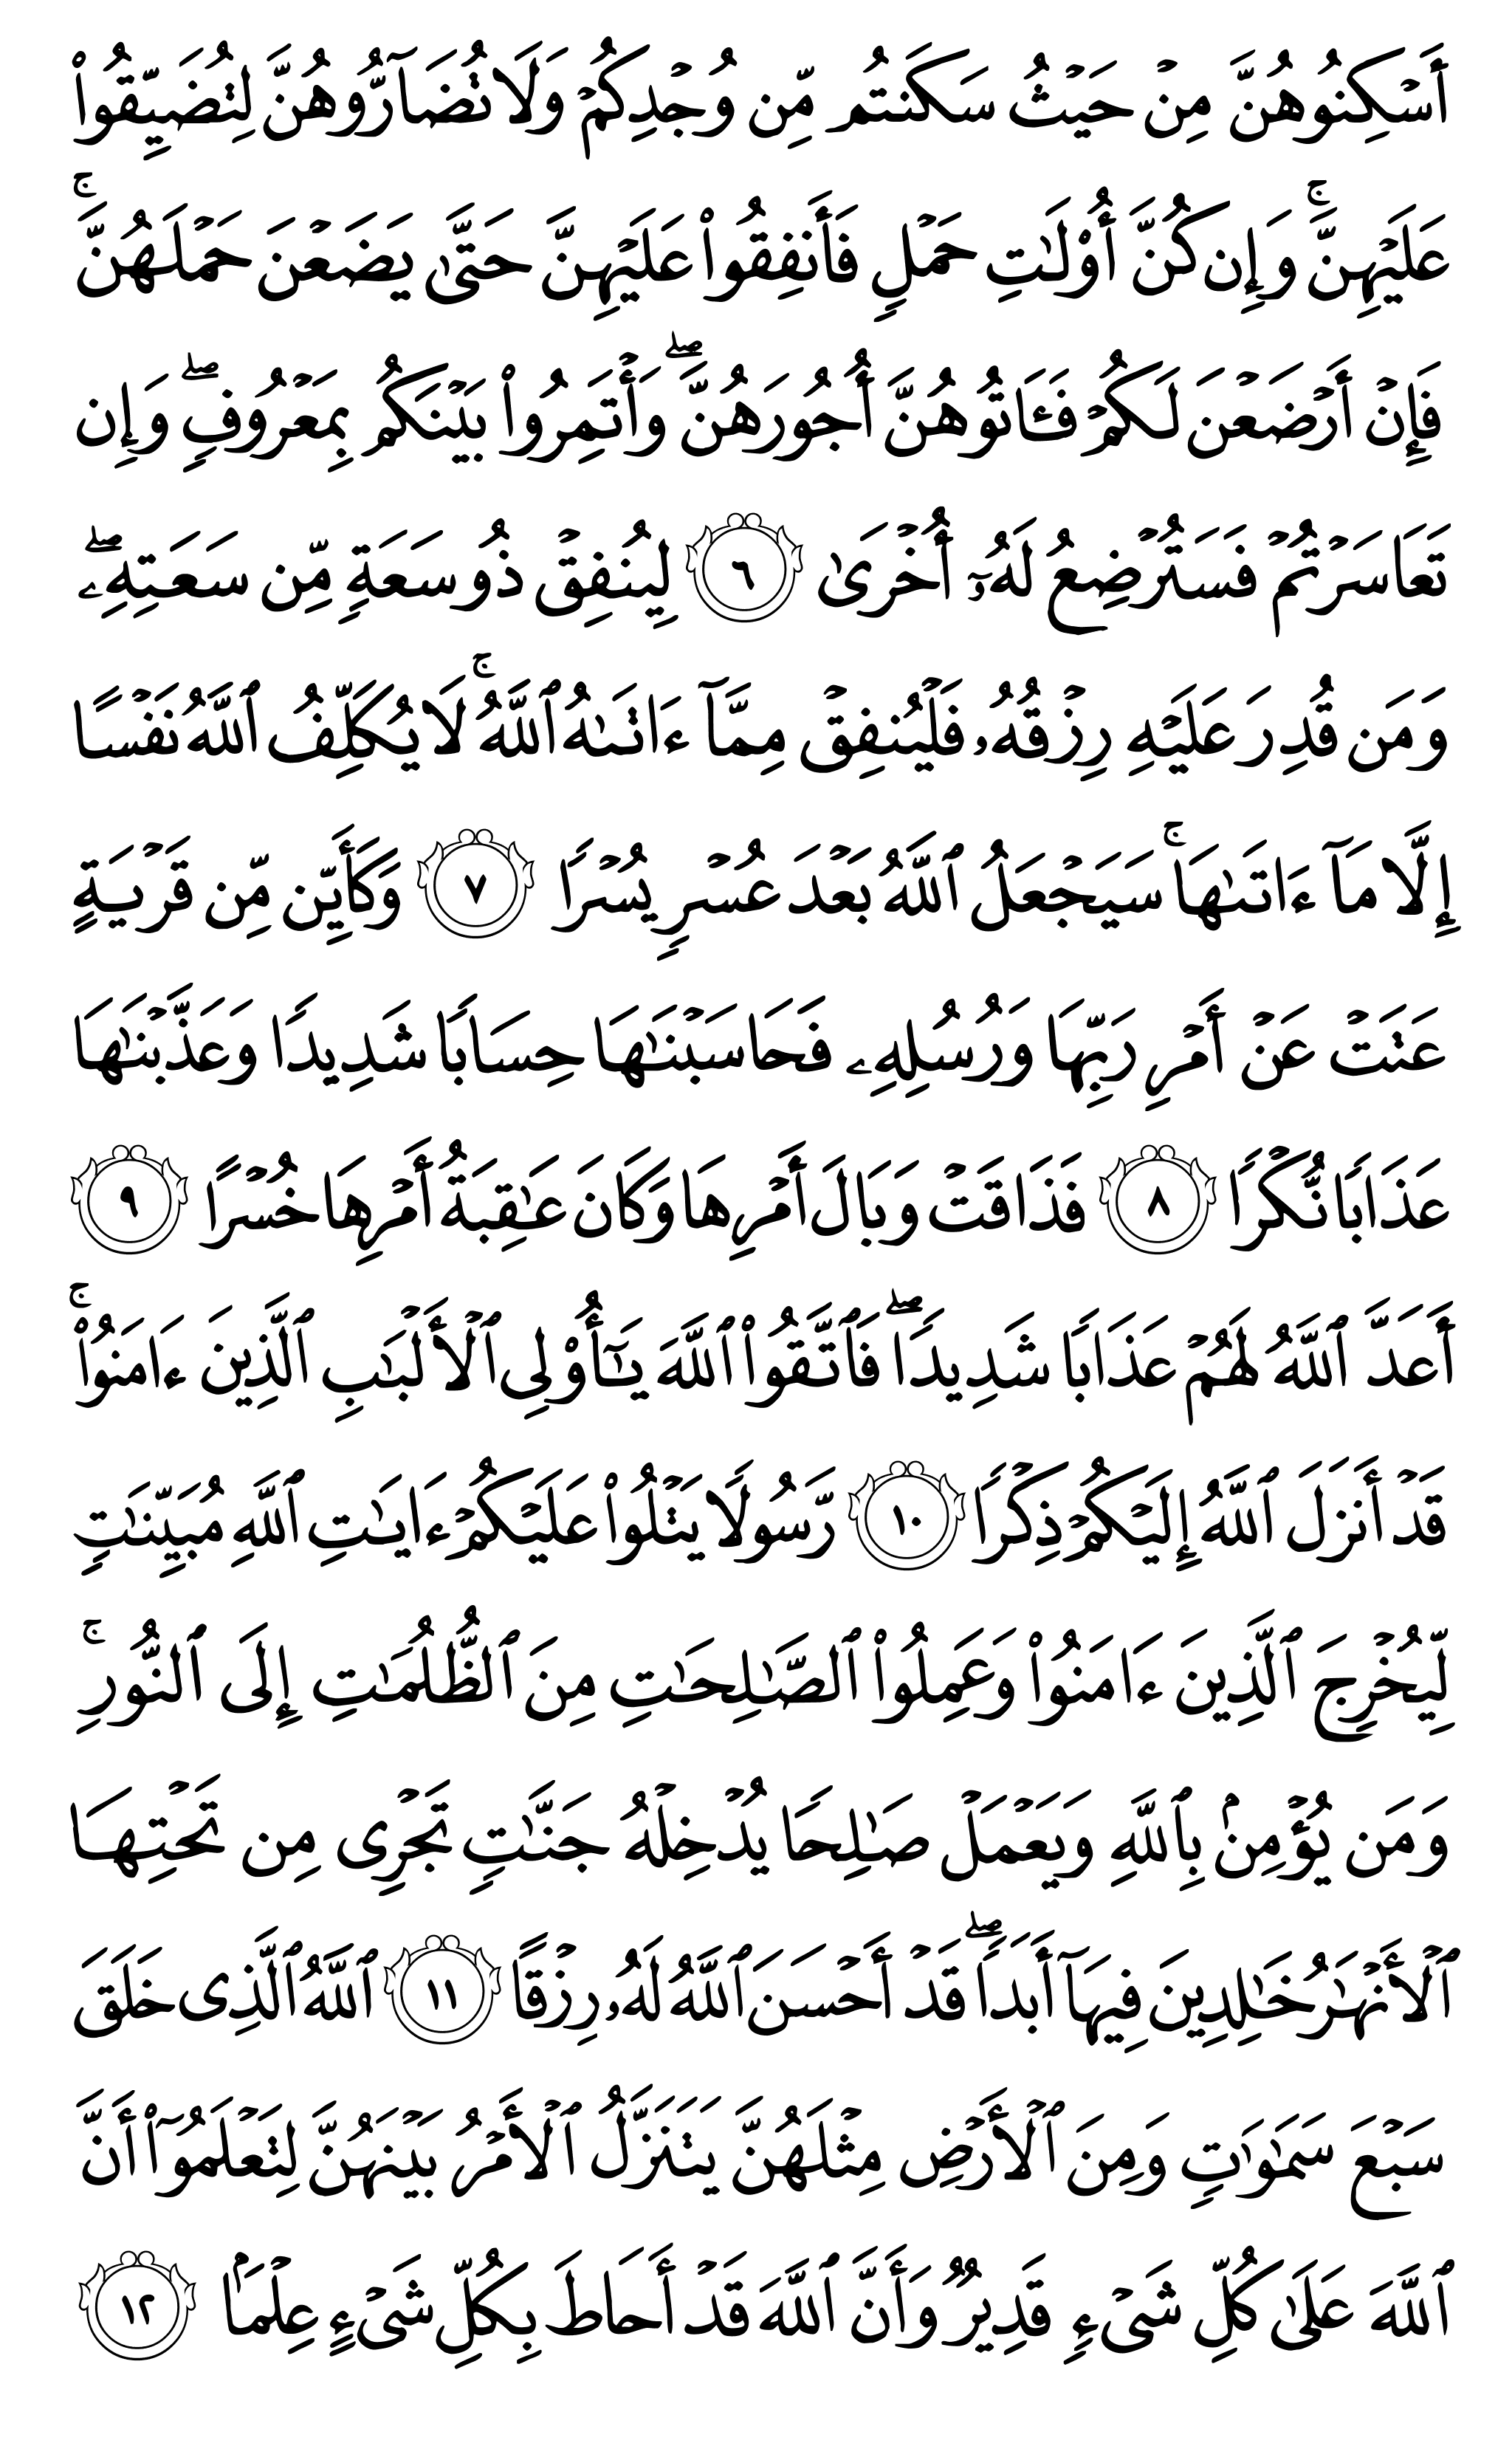 أَسۡكِنُوهُنَّ مِنۡ حَيۡثُ سَكَنتُم مِّن وُجۡدِكُمۡ وَلَا تُضَآرُّوهُنَّ لِتُضَيِّقُواْ
عَلَيۡهِنَّۚ وَإِن كُنَّ أُوْلَٰتِ حَمۡلٖ فَأَنفِقُواْ عَلَيۡهِنَّ حَتَّىٰ يَضَعۡنَ حَمۡلَهُنَّۚ
فَإِنۡ أَرۡضَعۡنَ لَكُمۡ فَـَٔاتُوهُنَّ أُجُورَهُنَّ وَأۡتَمِرُواْ بَيۡنَكُم بِمَعۡرُوفٖۖ وَإِن
تَعَاسَرۡتُمۡ فَسَتُرۡضِعُ لَهُۥٓ أُخۡرَىٰ ٦ لِيُنفِقۡ ذُو سَعَةٖ مِّن سَعَتِهِۦۖ
وَمَن قُدِرَ عَلَيۡهِ رِزۡقُهُۥ فَلۡيُنفِقۡ مِمَّآ ءَاتَىٰهُ ٱللَّهُۚ لَا يُكَلِّفُ ٱللَّهُ نَفۡسًا
إِلَّا مَآ ءَاتَىٰهَاۚ سَيَجۡعَلُ ٱللَّهُ بَعۡدَ عُسۡرٖ يُسۡرٗا ٧ وَكَأَيِّن مِّن قَرۡيَةٍ
عَتَتۡ عَنۡ أَمۡرِ رَبِّهَا وَرُسُلِهِۦ فَحَاسَبۡنَٰهَا حِسَابٗا شَدِيدٗا وَعَذَّبۡنَٰهَا
عَذَابٗا نُّكۡرٗا ٨ فَذَاقَتۡ وَبَالَ أَمۡرِهَا وَكَانَ عَٰقِبَةُ أَمۡرِهَا خُسۡرًا ٩
أَعَدَّ ٱللَّهُ لَهُمۡ عَذَابٗا شَدِيدٗاۖ فَٱتَّقُواْ ٱللَّهَ يَٰٓأُوْلِي ٱلۡأَلۡبَٰبِ ٱلَّذِينَ ءَامَنُواْۚ
قَدۡ أَنزَلَ ٱللَّهُ إِلَيۡكُمۡ ذِكۡرٗا ١٠ رَّسُولٗا يَتۡلُواْ عَلَيۡكُمۡ ءَايَٰتِ ٱللَّهِ مُبَيِّنَٰتٖ
لِّيُخۡرِجَ ٱلَّذِينَ ءَامَنُواْ وَعَمِلُواْ ٱلصَّٰلِحَٰتِ مِنَ ٱلظُّلُمَٰتِ إِلَى ٱلنُّورِۚ
وَمَن يُؤۡمِنۢ بِٱللَّهِ وَيَعۡمَلۡ صَٰلِحٗا يُدۡخِلۡهُ جَنَّٰتٖ تَجۡرِي مِن تَحۡتِهَا
ٱلۡأَنۡهَٰرُ خَٰلِدِينَ فِيهَآ أَبَدٗاۖ قَدۡ أَحۡسَنَ ٱللَّهُ لَهُۥ رِزۡقًا ١١ ٱللَّهُ ٱلَّذِي خَلَقَ
سَبۡعَ سَمَٰوَٰتٖ وَمِنَ ٱلۡأَرۡضِ مِثۡلَهُنَّ يَتَنَزَّلُ ٱلۡأَمۡرُ بَيۡنَهُنَّ لِتَعۡلَمُوٓاْ أَنَّ
ٱللَّهَ عَلَىٰ كُلِّ شَيۡءٖ قَدِيرٞ وَأَنَّ ٱللَّهَ قَدۡ أَحَاطَ بِكُلِّ شَيۡءٍ عِلۡمَۢا ١٢